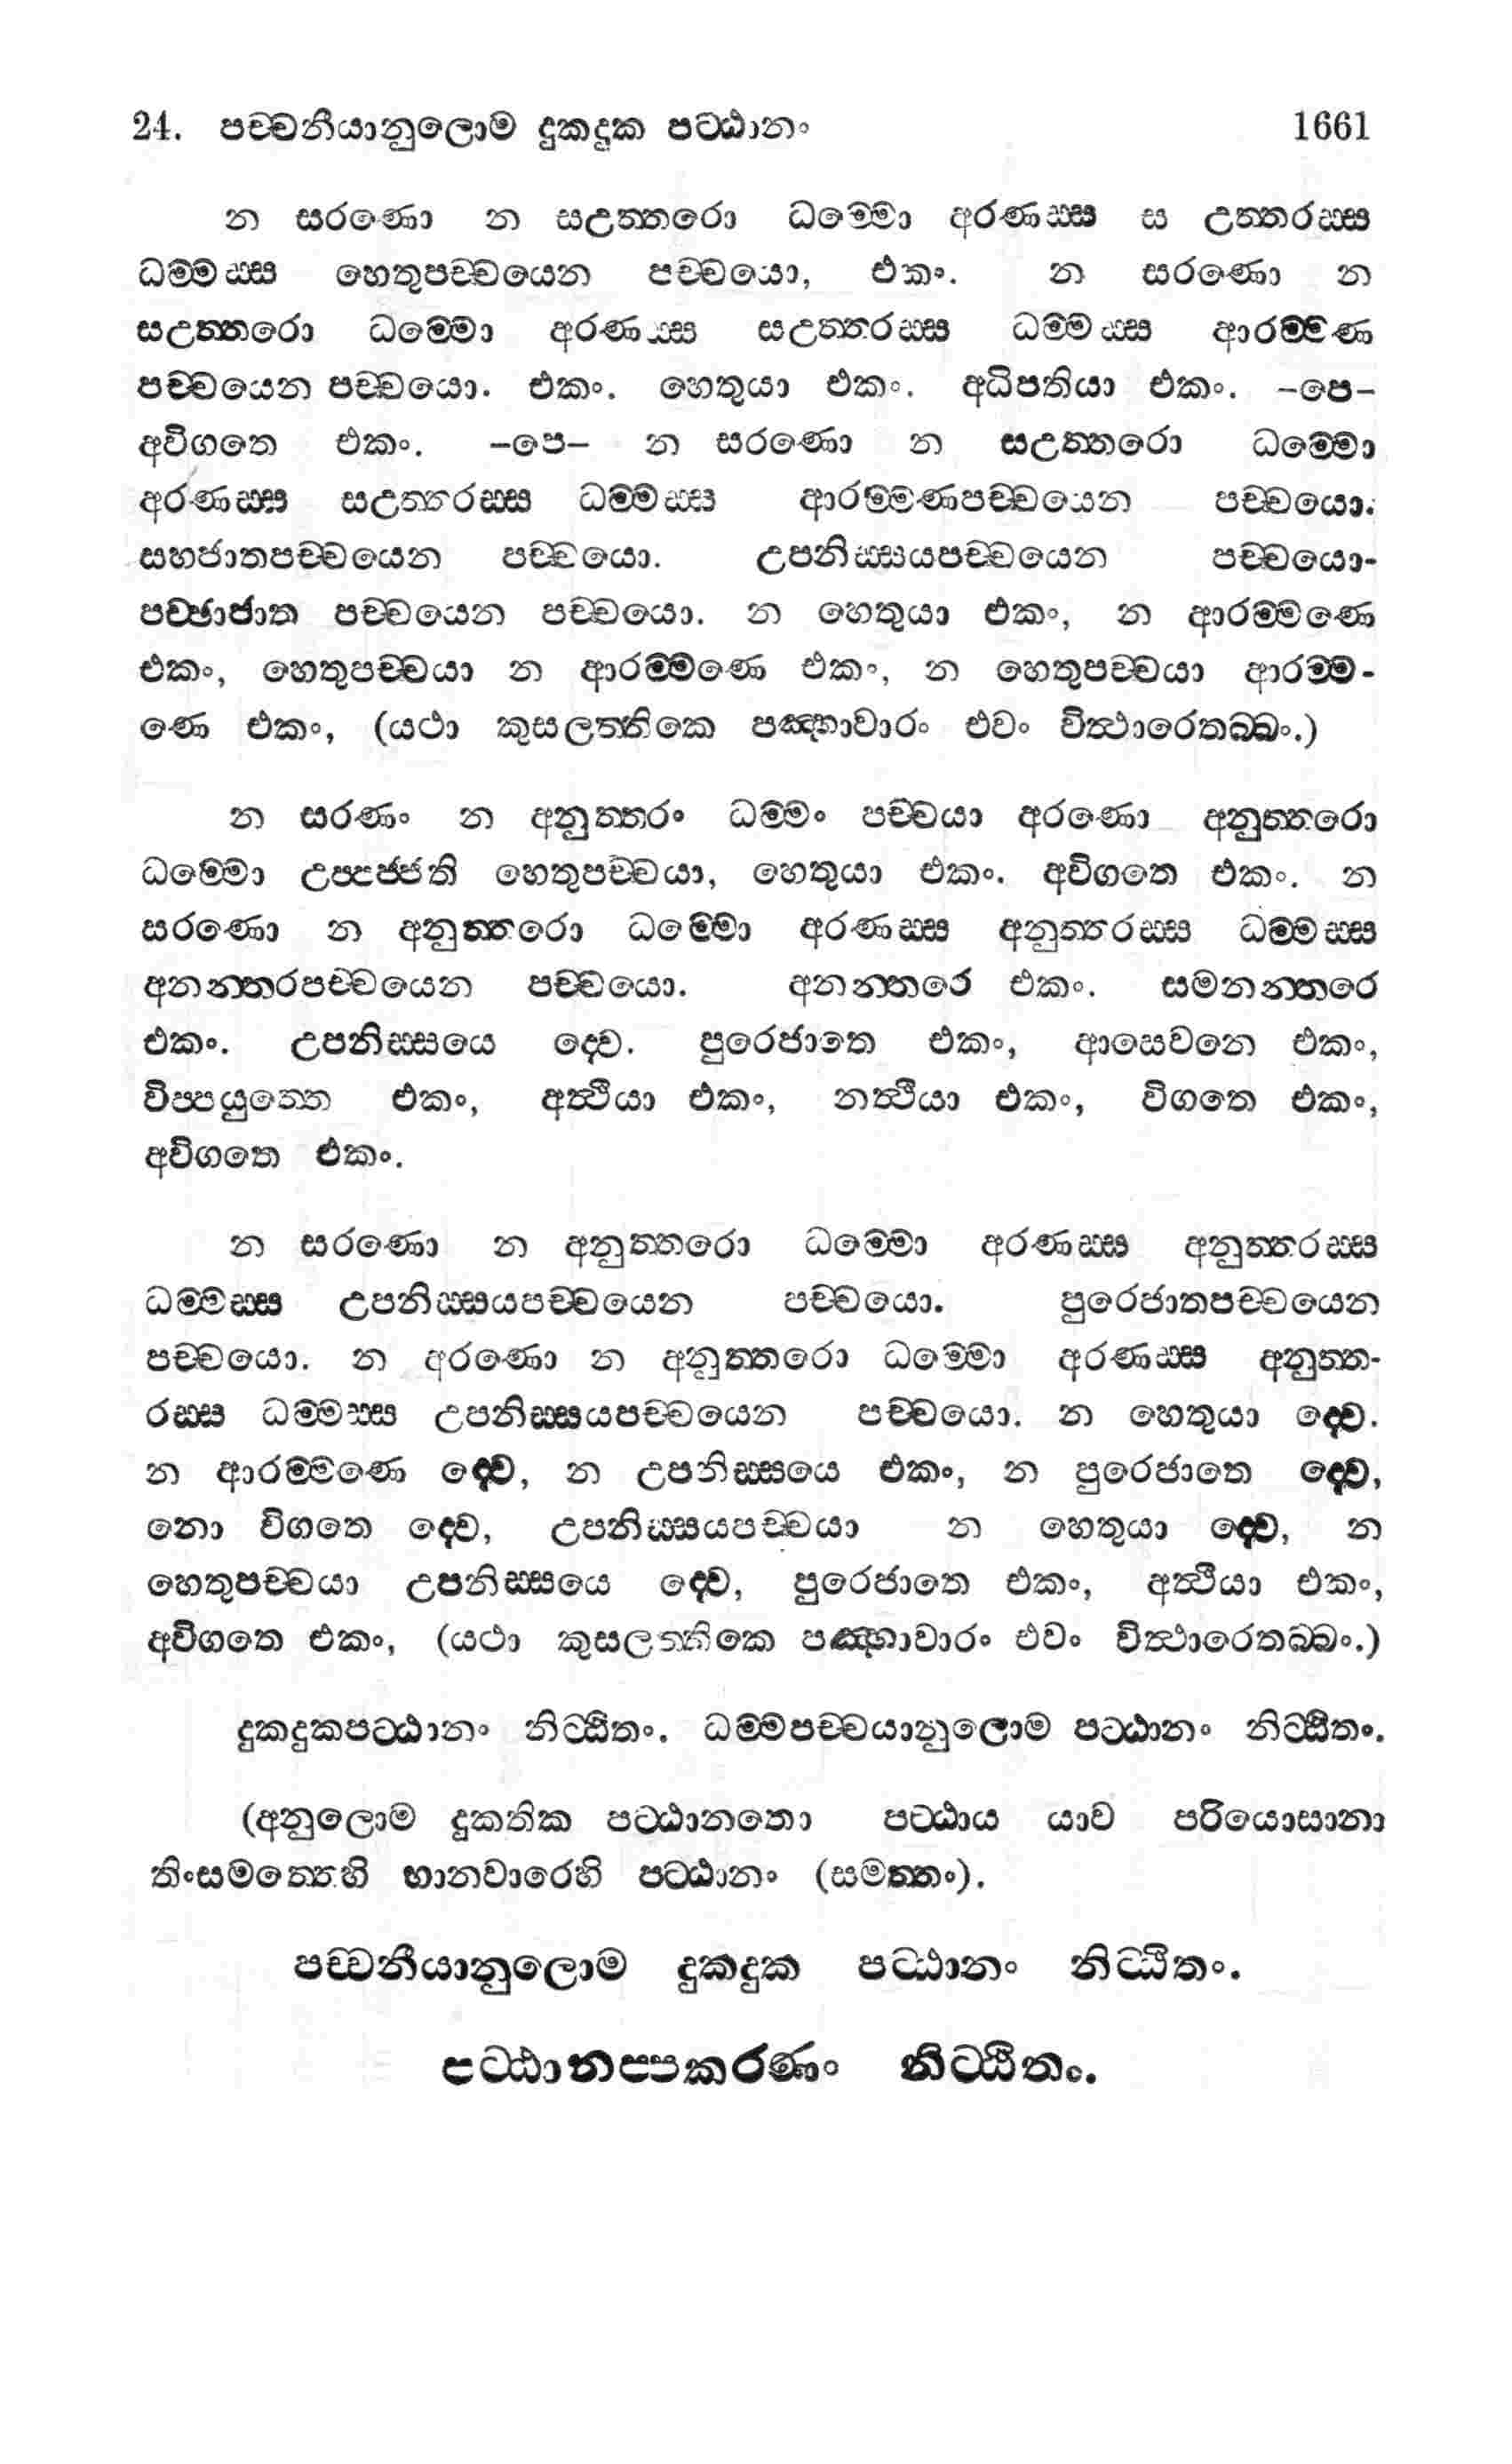 24. පච්චනීයානුලොම දුකදුක පට්ඨානං 1661
න සරණො න සඋත්තරො ධම්මො අරණස්ස ස උත්තරස්ස
ධම්මස්ස හෙතුපච්චයෙන පච්චයො, එකං. න සරණො න
සඋත්තරො ධම්මො අරණස්ස සඋත්තරස්ස ධම්මස්ස ආරම්මණ
පච්චයෙන පච්චයො. එකං. හෙතුයා එකං. අධිපතියා එකං. –පෙ–
අවිගතෙ එකං. –පෙ– න සරණො න සඋත්තරො ධම්මො
අරණස්ස සඋත්තරස්ස ධම්මස්ස ආරම්මණපච්චයෙන පච්චයො.
සහජාතපච්චයෙන පච්චයො. උපනිස්සයපච්චයෙන පච්චයො-
පච්ඡාජාත පච්චයෙන පච්චයො. න හෙතුයා එකං, න ආරම්මණෙ
එකං, හෙතුපච්චයා න ආරම්මණෙ එකං, න හෙතුපච්චයා ආරම්ම-
ණෙ එකං, (යථා කුසලත්තිකෙ පඤ්හාවාරං එවං විත්ථාරෙතබ්බං.)
න සරණං න අනුත්තරං ධම්මං පච්චයා අරණො අනුත්තරො
ධම්මො උප්පජ්ජති හෙතුපච්චයා, හෙතුයා එකං. අවිගතෙ එකං. න
සරණො න අනුත්තරො ධම්මො අරණස්ස අනුත්තරස්ස ධම්මස්ස
අනන්තරපච්චයෙන පච්චයො. අනන්තරෙ එකං. සමනන්තරෙ
එකං. උපනිස්සයෙ ද්වෙ. පුරෙජාතෙ එකං, ආසෙවනෙ එකං,
විප්පයුත්තෙ එකං, අත්ථියා එකං, නත්ථියා එකං, විගතෙ එකං,
අවිගතෙ එකං.
න සරණො න අනුත්තරො ධම්මො අරණස්ස අනුත්තරස්ස
ධම්මස්ස උපනිස්සයපච්චයෙන පච්චයො. පුරෙජාතපච්චයෙන
පච්චයො. න අරණො න අනුත්තරො ධම්මො අරණස්ස අනුත්ත-
රස්ස ධම්මස්ස උපනිස්සයපච්චයෙන පච්චයො. න හෙතුයා ද්වෙ.
න ආරම්මණෙ ද්වෙ, න උපනිස්සයෙ එකං, න පුරෙජාතෙ ද්වෙ,
නො විගතෙ ද්වෙ, උපනිස්සයපච්චයා න හෙතුයා ද්වෙ, න
හෙතුපච්චයා උපනිස්සයෙ ද්වෙ, පුරෙජාතෙ එකං, අත්ථියා එකං,
අවිගතෙ එකං, (යථා කුසලත්තිකෙ පඤ්හාවාරං එවං විත්ථාරෙතබ්බං.)
දුකදුකපට්ඨානං නිට්ඨිතං. ධම්මපච්චයානුලොම පට්ඨානං නිට්ඨිතං.
(අනුලොම දුකතික පට්ඨානතො පට්ඨාය යාව පරියොසානා
තිංසමත්තෙහි භානවාරෙහි පට්ඨානං (සමත්තං).
පච්චනීයානුලොම දුකදුක පට්ඨානං නිට්ඨිතං.
පට්ඨානප්පකරණං නිට්ඨිතං.